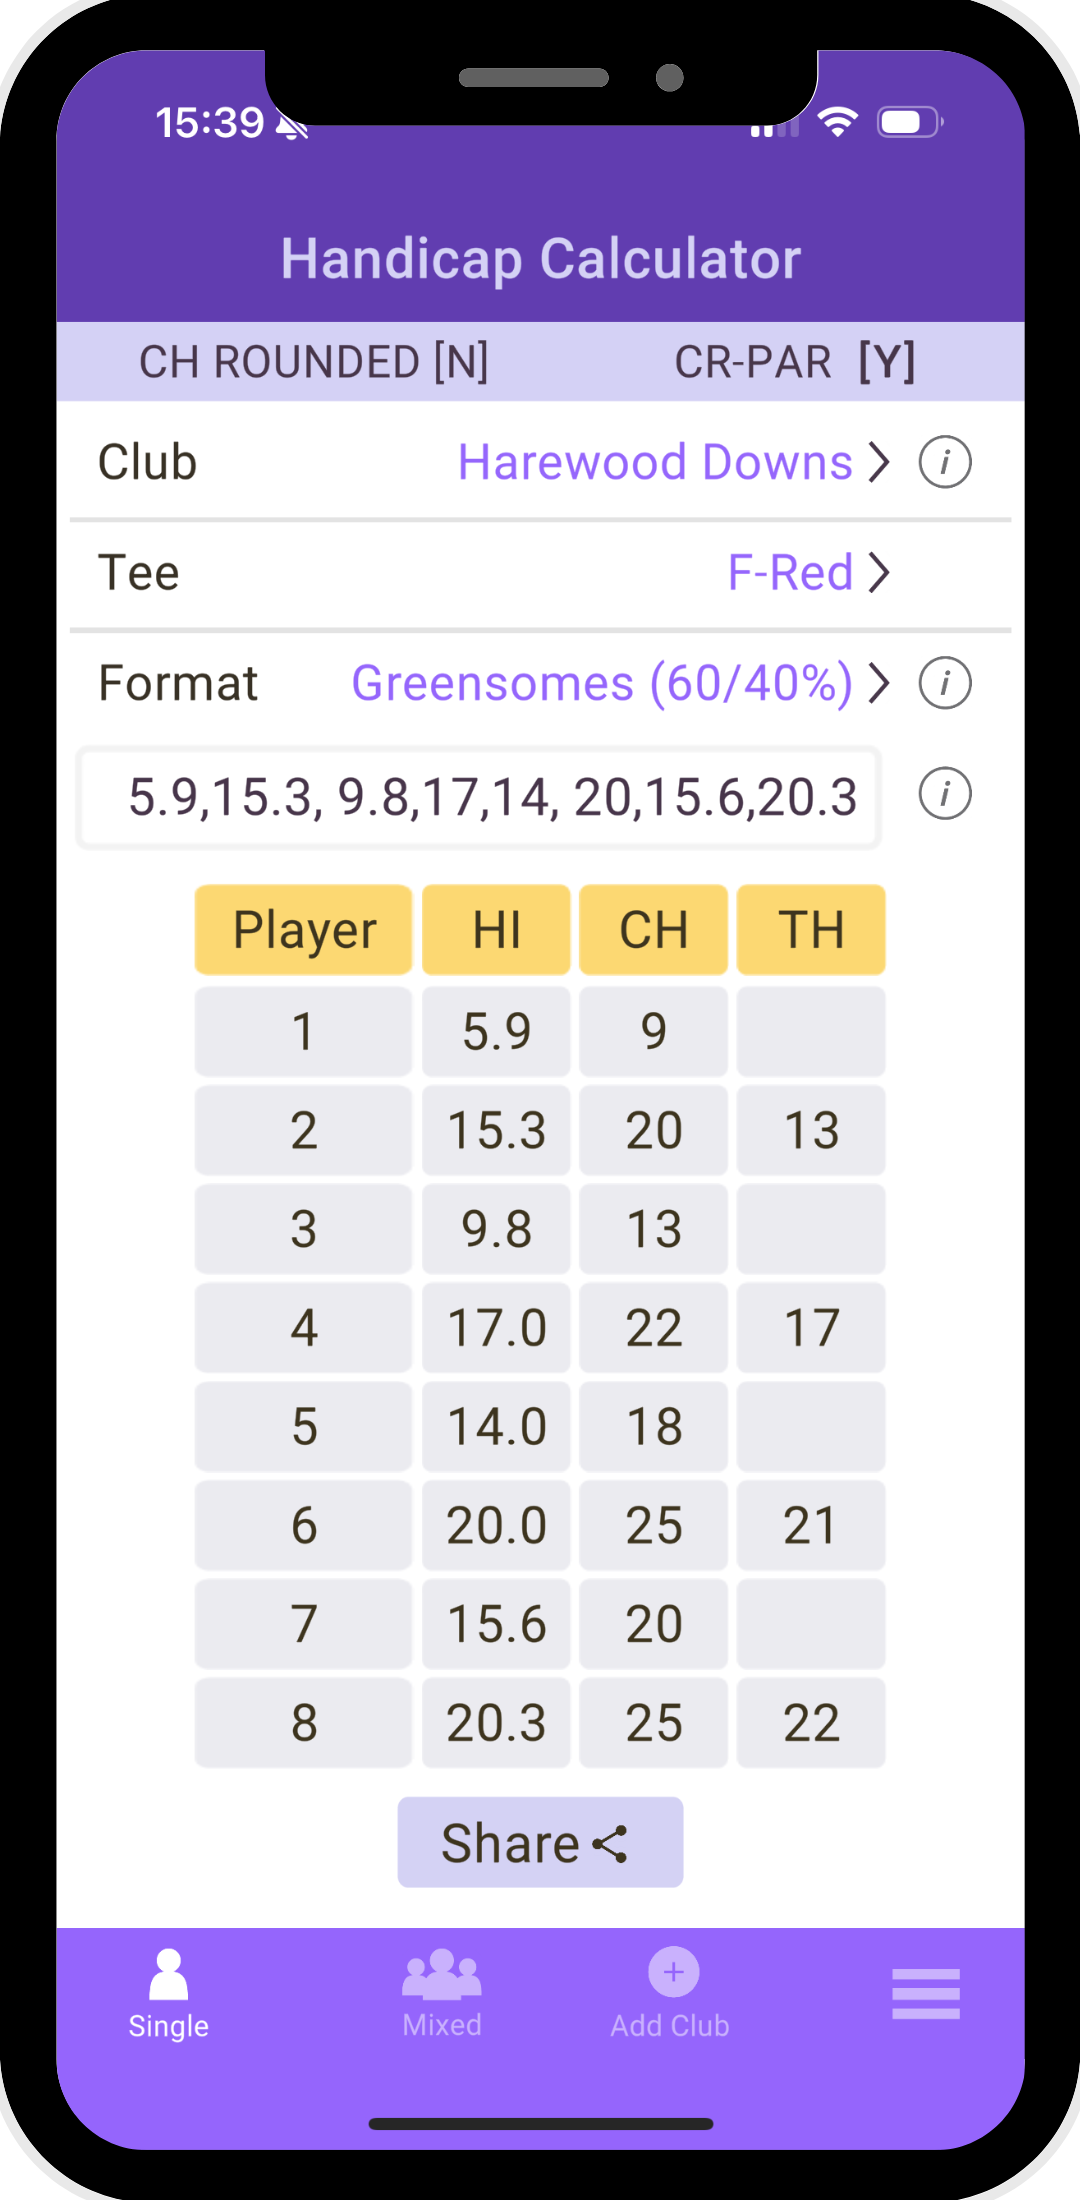 15:39
Handicap Calculator
CH ROUNDED [N] CR-PAR [Y]
Club Harewood Downs i
Tee F-Red
Format Greensomes (60/40%) i
5.9,15.3, 9.8,17,14, 20,15.6,20.3 i
Player HI CH TH
1 5.9 9
2 15.3 20 13
3 9.8 13
4 17.0 22 17
5 14.0 18
6 20.0 25 21
7 15.6 20
8 20.3 25 22
Share
Single Mixed Add Club